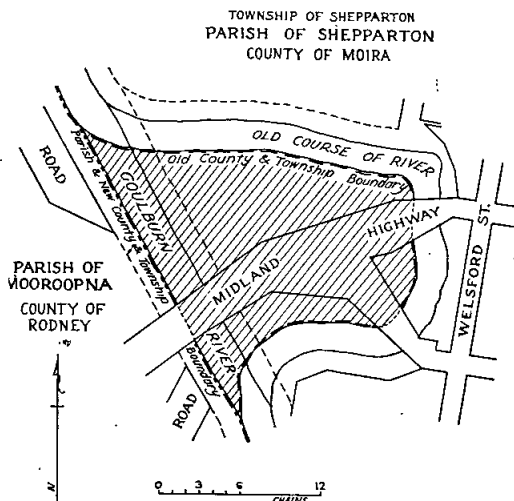 TOWNSHIP OF SHEPPARTON
PARISH OF SHEPPARTON
COUNTY OF MOIRA
OLD COURSE OF RIVER
Old County & Township Boundary
ROAD
Parish & New County & Township
Boundary
GOULBURN
RIVER
MIDLAND
HIGHWAY
WELSFORD ST.
PARISH OF
MOOROOPNA
COUNTY OF
RODNEY
ROAD
N
0 3 6 12
CHAINS